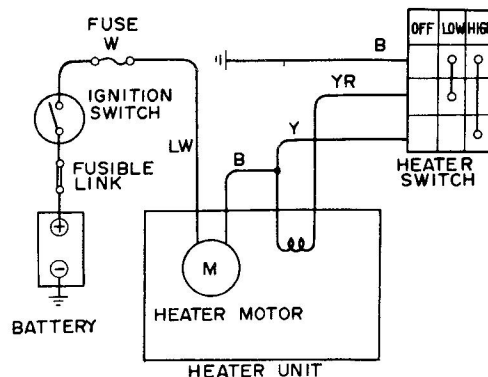 FUSE
W
IGNITION
SWITCH
FUSIBLE
LINK
+
-
BATTERY
LW
B
Y
YR
B
OFF LOW HIGH
HEATER
SWITCH
M
HEATER MOTOR
HEATER UNIT